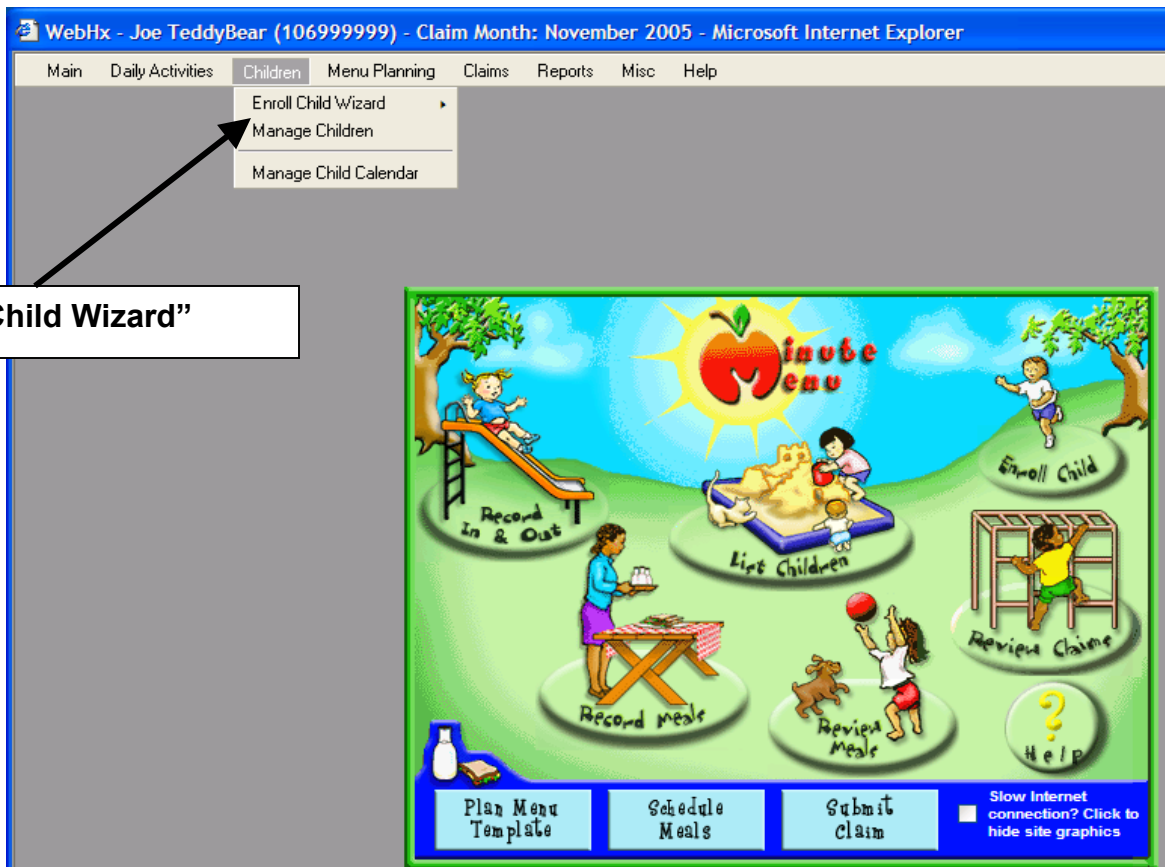 WebHx - Joe TeddyBear (106999999) - Claim Month: November 2005 - Microsoft Internet Explorer
Main Daily Activities Children Menu Planning Claims Reports Misc Help
Enroll Child Wizard
Manage Children
Manage Child Calendar
Child Wizard”
Minute
Menu
Enroll Child
Record
In & Out
List Children
Review Claims
Record Meals
Review
Meals
Help
Plan Menu
Template
Schedule
Meals
Submit
Claim
Slow Internet
connection? Click to
hide site graphics